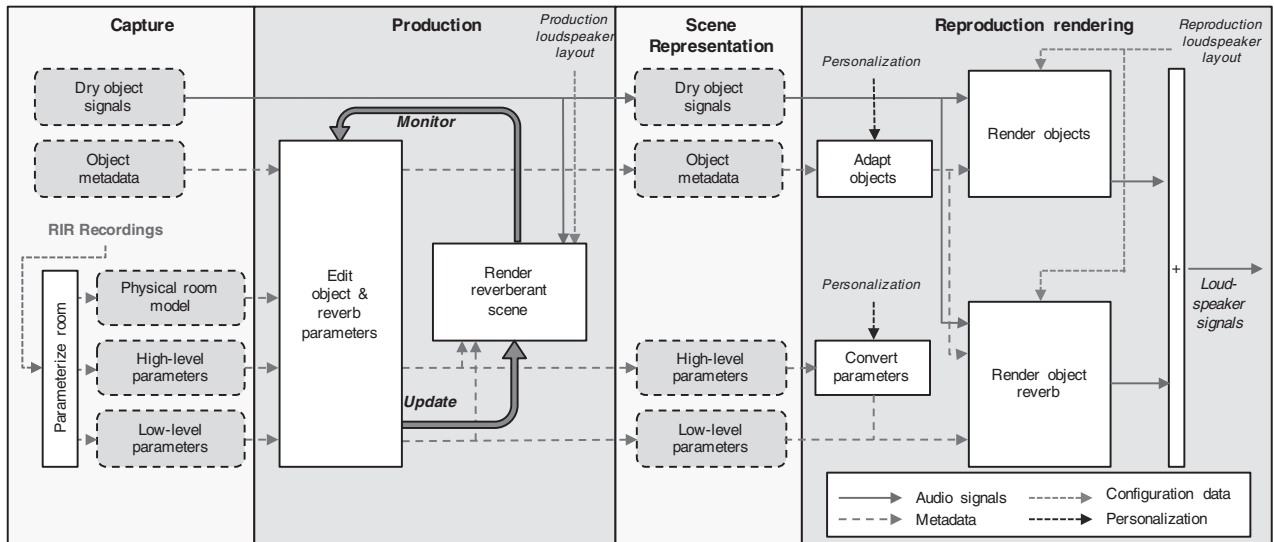 Capture
Dry object
signals
Object
metadata
RIR Recordings
Parameterize room
Physical room
model
High-level
parameters
Low-level
parameters
Production
Production
loudspeaker
layout
Monitor
Edit
object &
reverb
parameters
Render
reverberant
scene
Update
Scene
Representation
Dry object
signals
Object
metadata
High-level
parameters
Low-level
parameters
Reproduction rendering
Personalization
Adapt
objects
Personalization
Convert
parameters
Render objects
Render object
reverb
Reproduction
loudspeaker
layout
+
Loud-
speaker
signals
Audio signals
Metadata
Configuration data
Personalization